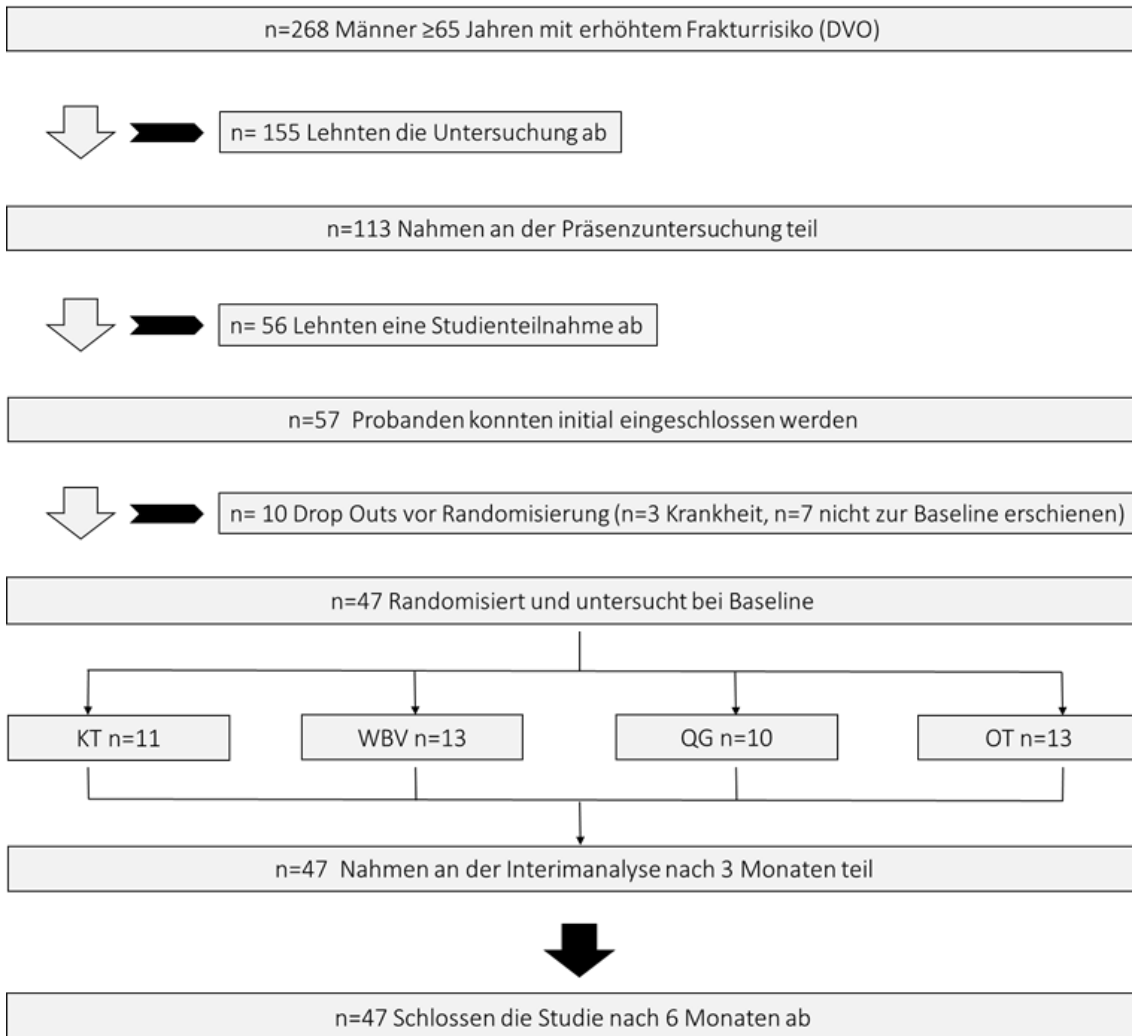 n=268 Männer ≥65 Jahren mit erhöhtem Frakturrisiko (DVO)
n= 155 Lehnten die Untersuchung ab
n=113 Nahmen an der Präsenzuntersuchung teil
n= 56 Lehnten eine Studienteilnahme ab
n=57 Probanden konnten initial eingeschlossen werden
n= 10 Drop Outs vor Randomisierung (n=3 Krankheit, n=7 nicht zur Baseline erschienen)
n=47 Randomisiert und untersucht bei Baseline
KT n=11
WBV n=13
QG n=10
OT n=13
n=47 Nahmen an der Interimanalyse nach 3 Monaten teil
n=47 Schlossen die Studie nach 6 Monaten ab